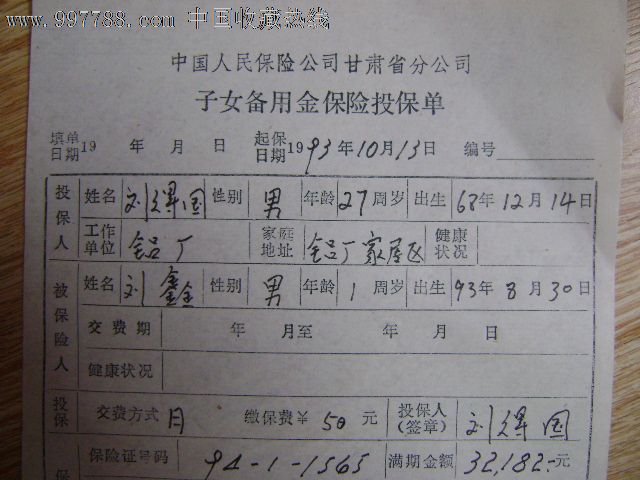 www.997788.com 中国收藏热线
中国人民保险公司甘肃省分公司
子女备用金保险投保单
填单日期19 年 月 日 起保日期1993年10月13日 编号
投保人 姓名 刘得国 性别 男 年龄 27 周岁 出生 68年12月14日
工作单位 铝厂 家庭地址 铝厂家属区 健康状况
被保险人 姓名 刘鑫 性别 男 年龄 1 周岁 出生 93年8月30日
交费期 年 月至 年 月 日
健康状况
投保 交费方式 月 缴保费¥ 50 元 投保人(签章) 刘得国
保 保险证号码 94-1-1565 满期金额 32,182.-元